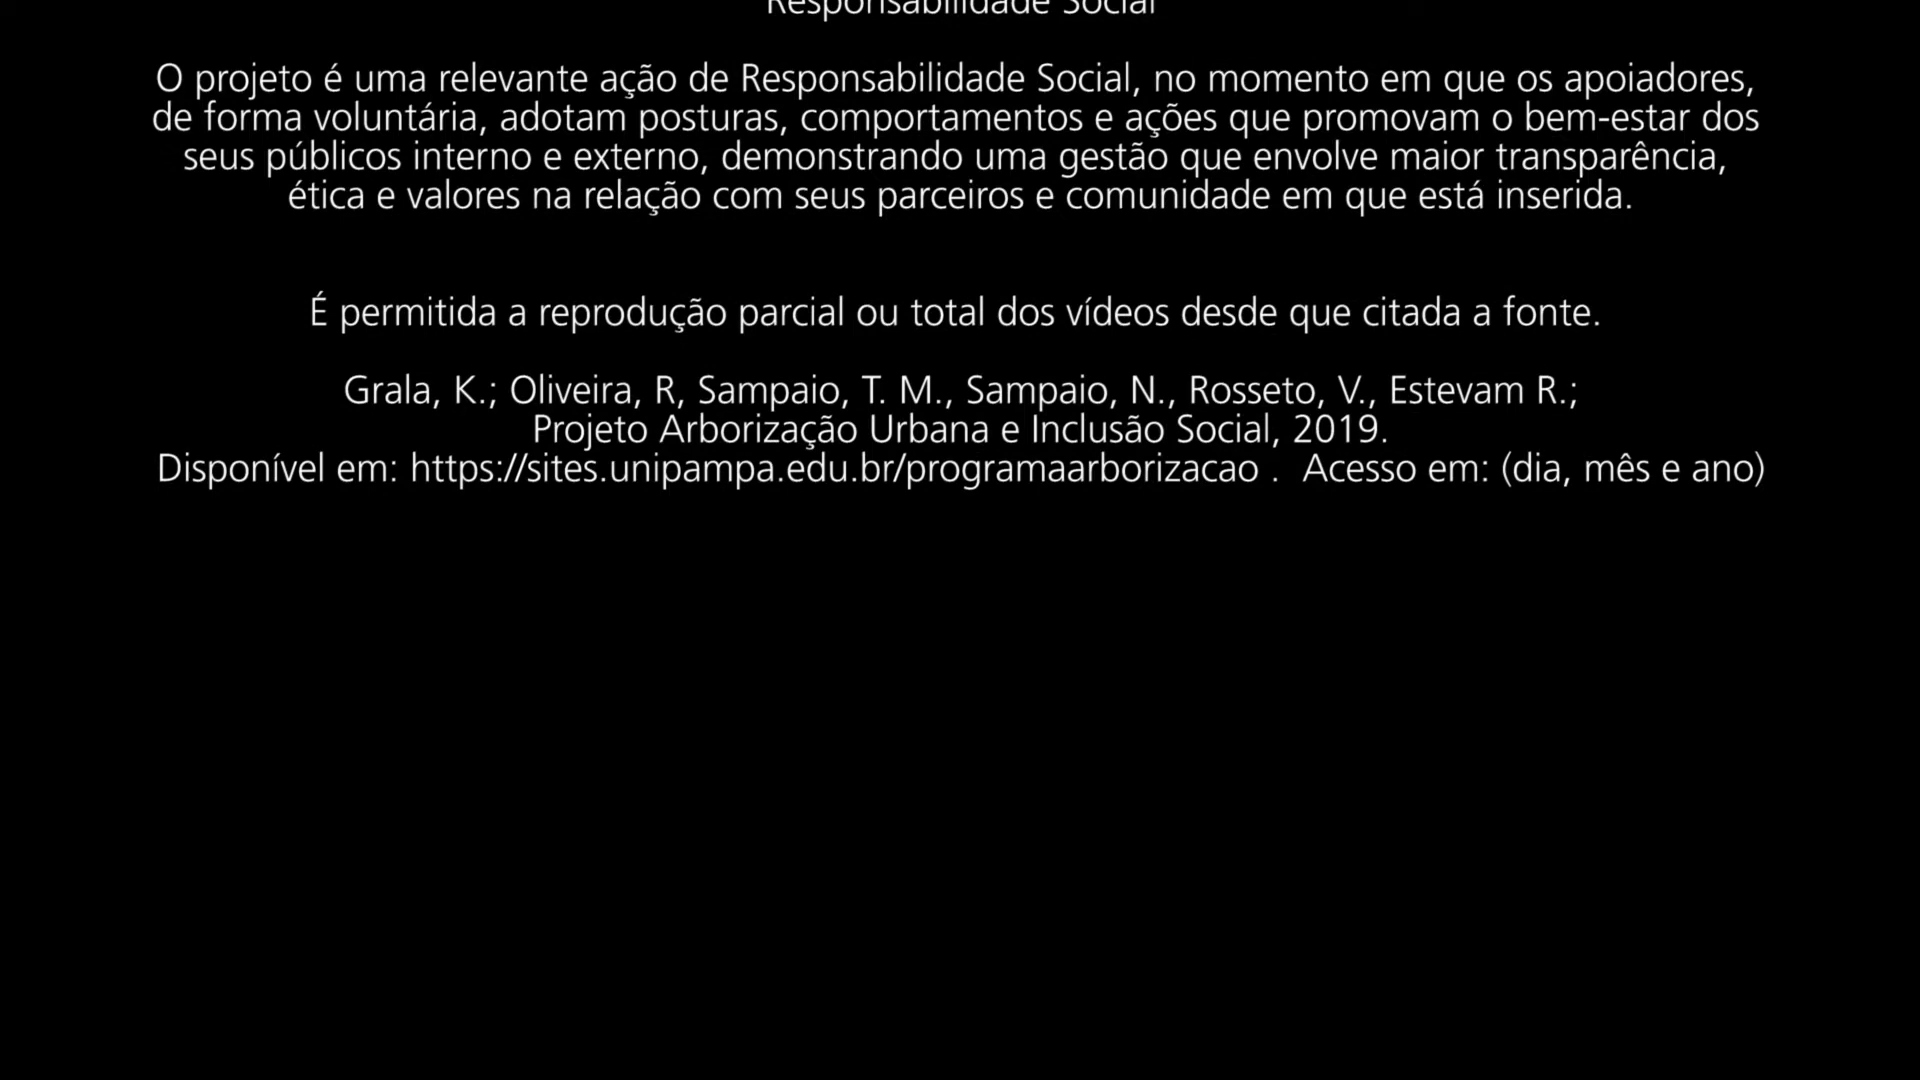 Responsabilidade Social
O projeto é uma relevante ação de Responsabilidade Social, no momento em que os apoiadores,
de forma voluntária, adotam posturas, comportamentos e ações que promovam o bem-estar dos
seus públicos interno e externo, demonstrando uma gestão que envolve maior transparência,
ética e valores na relação com seus parceiros e comunidade em que está inserida.
É permitida a reprodução parcial ou total dos vídeos desde que citada a fonte.
Grala, K.; Oliveira, R, Sampaio, T. M., Sampaio, N., Rosseto, V., Estevam R.;
Projeto Arborização Urbana e Inclusão Social, 2019.
Disponível em: https://sites.unipampa.edu.br/programaarborizacao .  Acesso em: (dia, mês e ano)